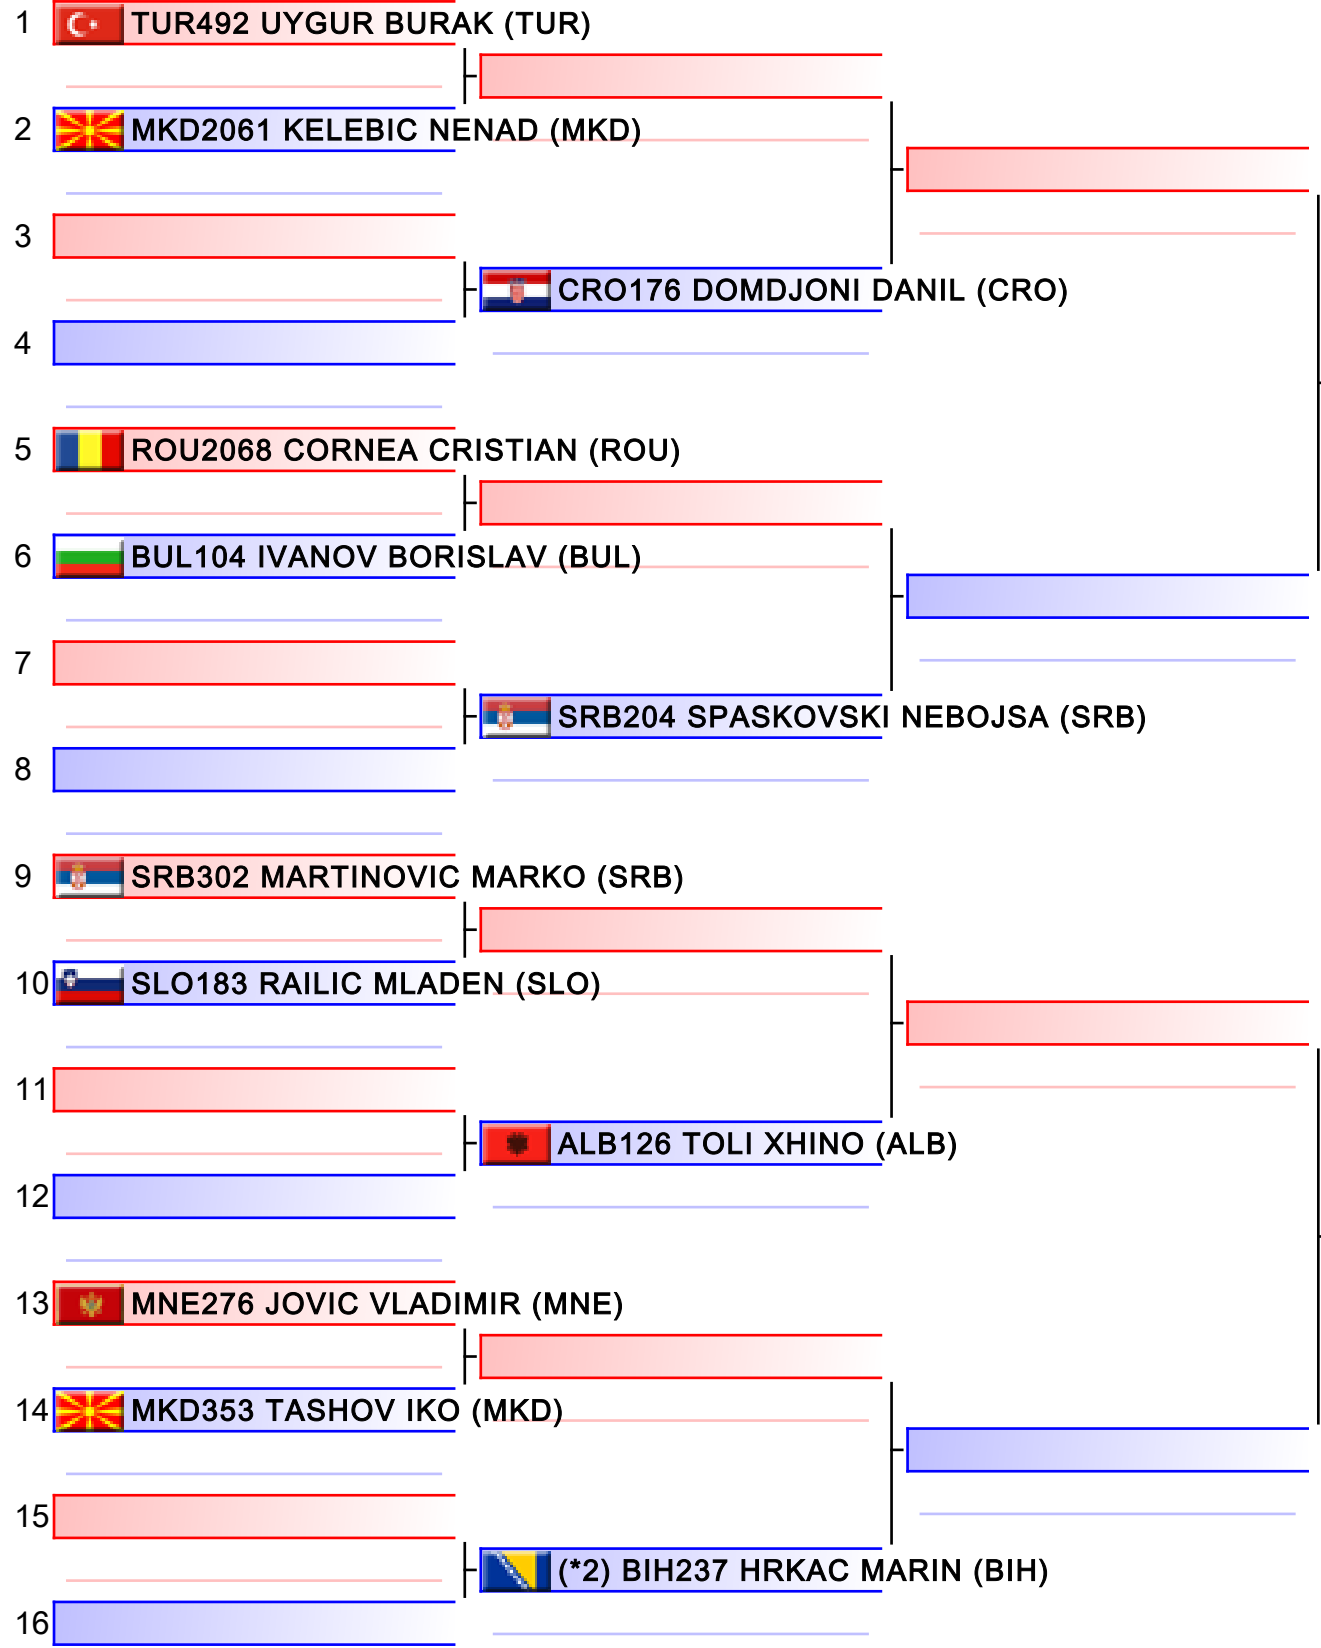 1 TUR492 UYGUR BURAK (TUR)
2 MKD2061 KELEBIC NENAD (MKD)
3
CRO176 DOMDJONI DANIL (CRO)
4
5 ROU2068 CORNEA CRISTIAN (ROU)
6 BUL104 IVANOV BORISLAV (BUL)
7
SRB204 SPASKOVSKI NEBOJSA (SRB)
8
9 SRB302 MARTINOVIC MARKO (SRB)
10 SLO183 RAILIC MLADEN (SLO)
11
ALB126 TOLI XHINO (ALB)
12
13 MNE276 JOVIC VLADIMIR (MNE)
14 MKD353 TASHOV IKO (MKD)
15
(*2) BIH237 HRKAC MARIN (BIH)
16